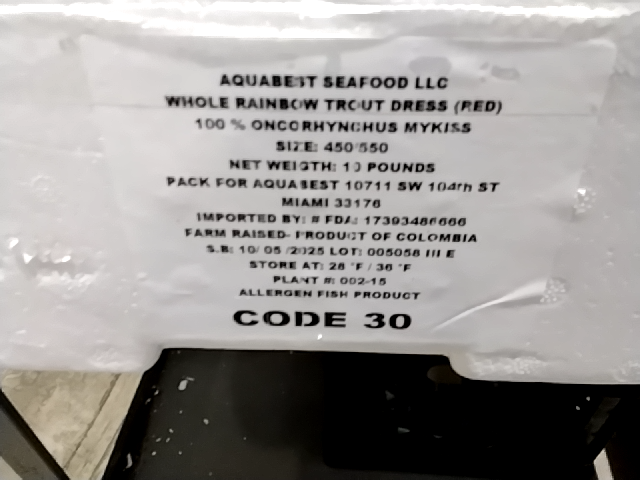 AQUABEST SEAFOOD LLC
WHOLE RAINBOW TROUT DRESS (RED)
100 % ONCORHYNCHUS MYKISS
SIZE: 450/550
NET WEIGTH: 10 POUNDS
PACK FOR AQUABEST 10711 SW 104TH ST
MIAMI 33176
IMPORTED BY: # FDA: 17393486666
FARM RAISED- PRODUCT OF COLOMBIA
S.B: 10/ 05 /2025 LOT: 005058 III E
STORE AT: 28 °F / 36 °F
PLANT #: 002-15
ALLERGEN FISH PRODUCT
CODE 30